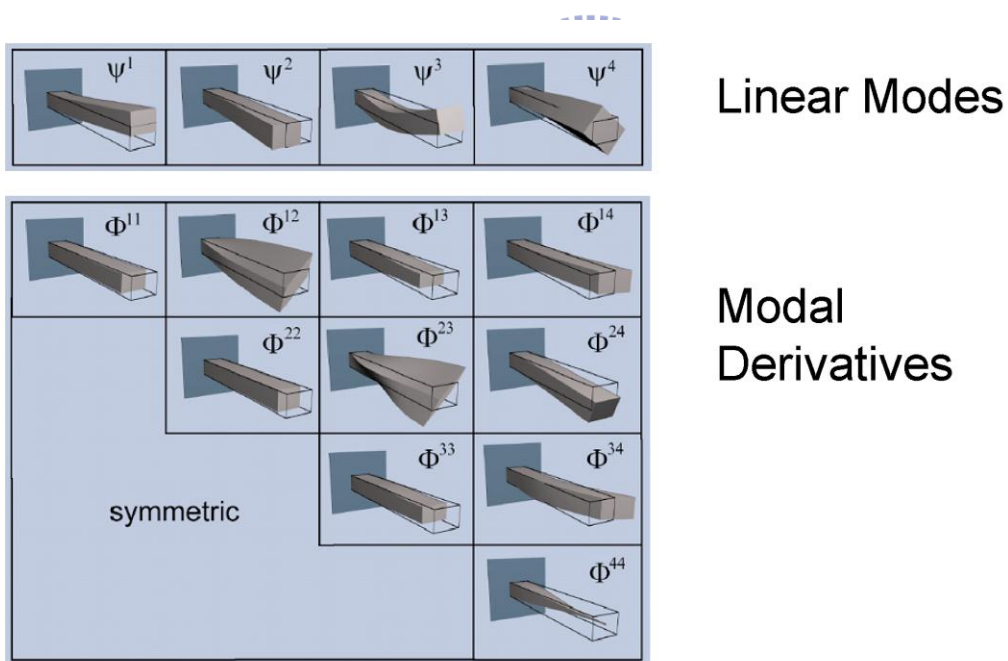 Ψ¹ Ψ² Ψ³ Ψ⁴
Linear Modes
Φ¹¹ Φ¹² Φ¹³ Φ¹⁴
Φ²² Φ²³ Φ²⁴
Φ³³ Φ³⁴
Φ⁴⁴
symmetric
Modal
Derivatives